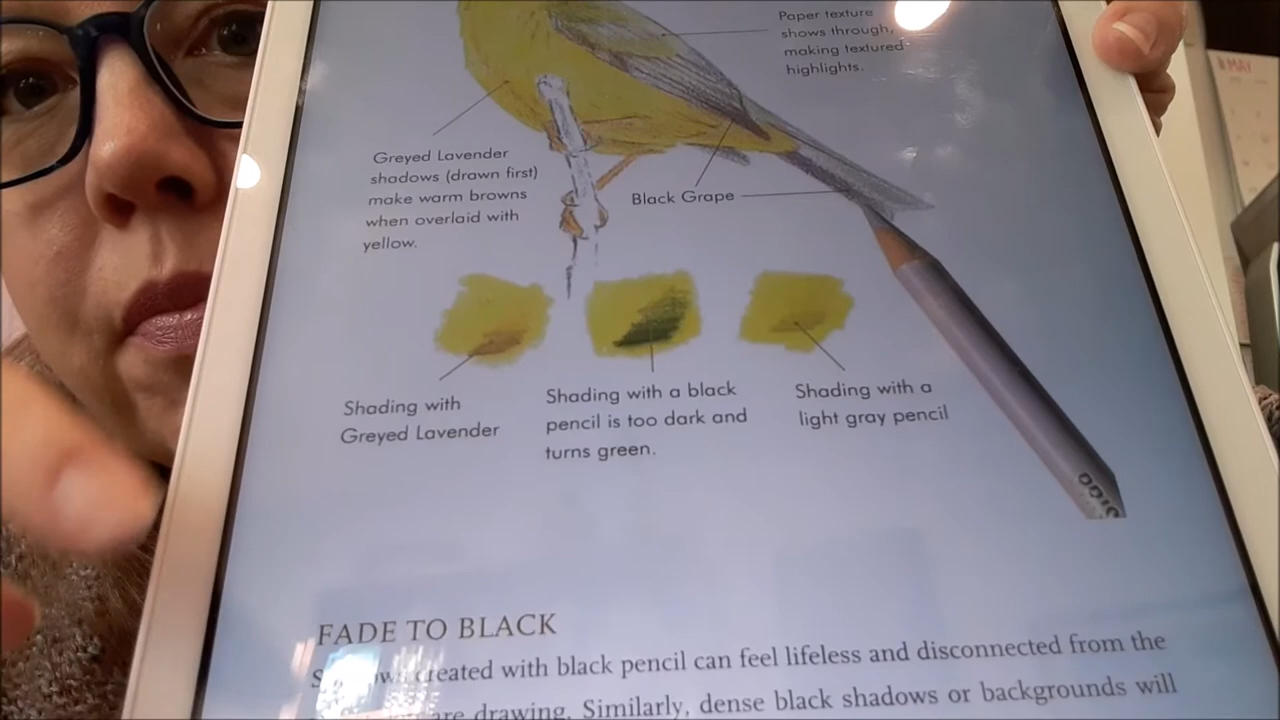 Paper texture
shows through,
making textured
highlights.
MAY
Greyed Lavender
shadows (drawn first)
make warm browns
when overlaid with
yellow.
Black Grape
Shading with
Greyed Lavender
Shading with a black
pencil is too dark and
turns green.
Shading with a
light gray pencil
FADE TO BLACK
created with black pencil can feel lifeless and disconnected from the
drawing. Similarly, dense black shadows or backgrounds will